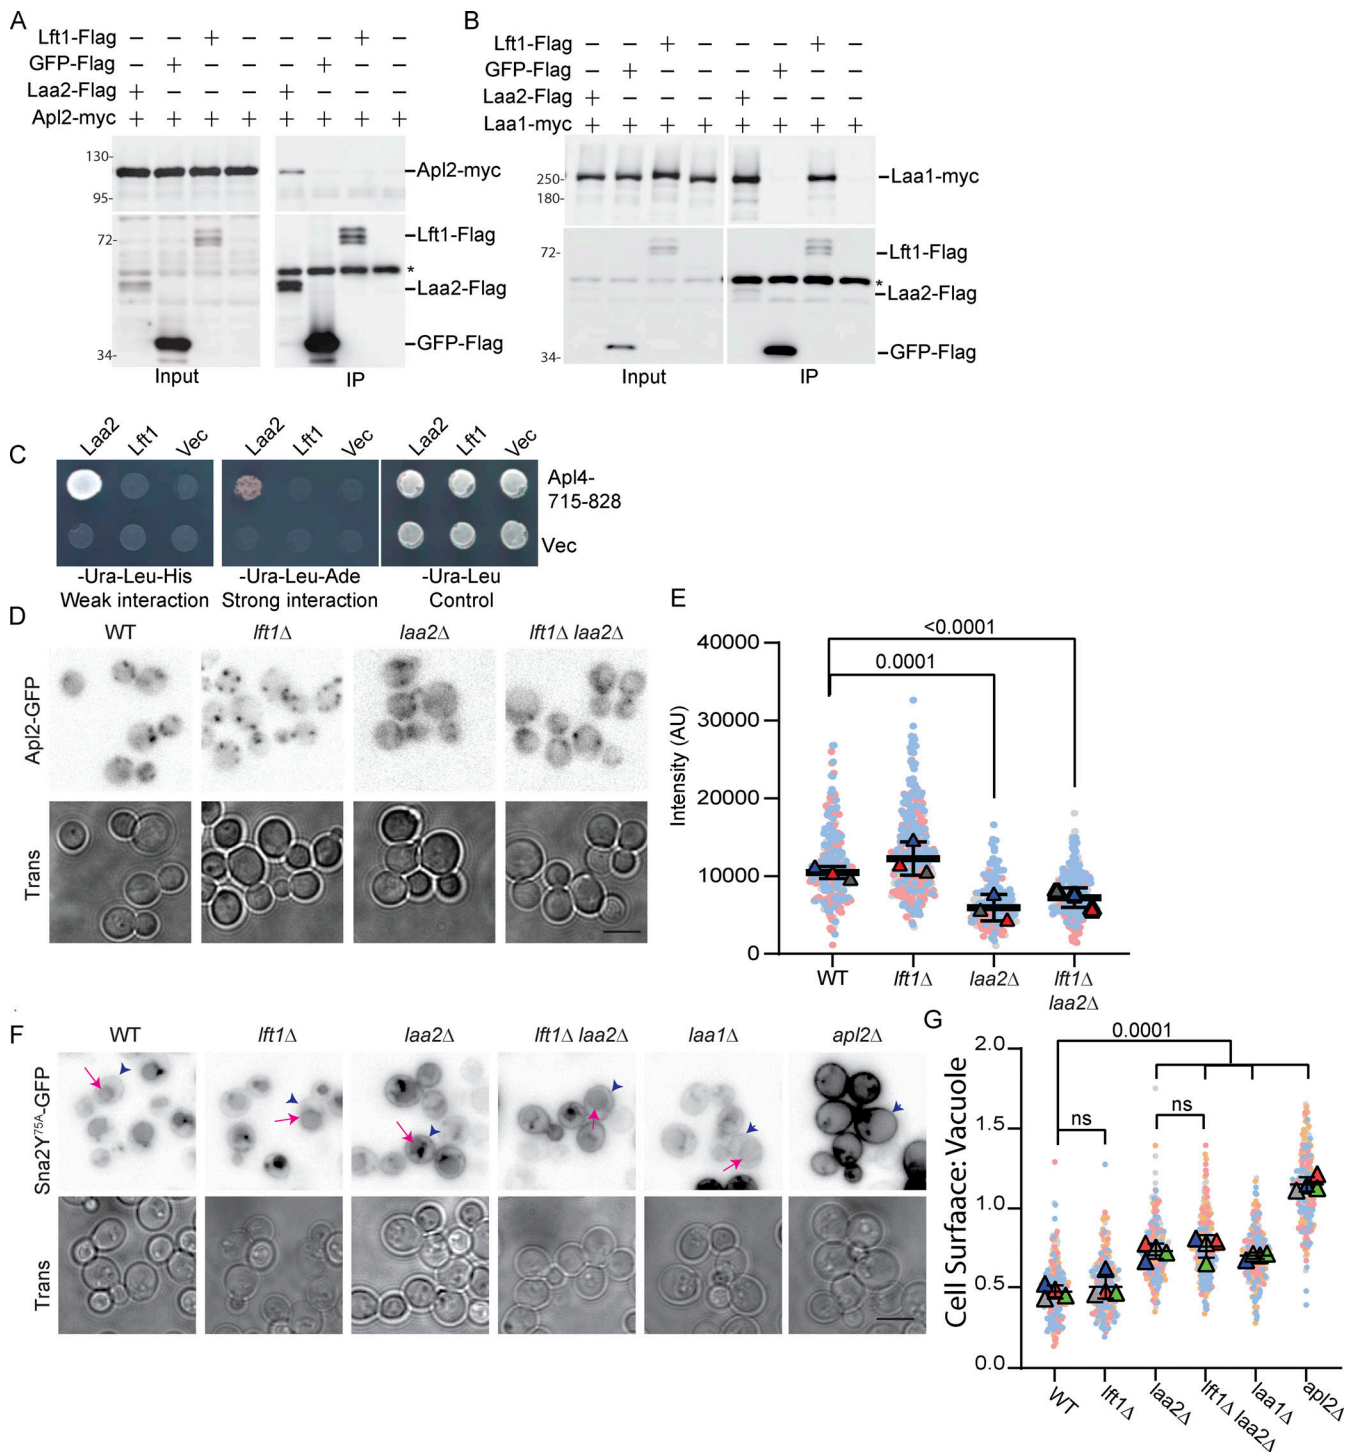 A
Lft1-Flag − − + − − − + −
GFP-Flag − + − − − + − −
Laa2-Flag + − − − + − − −
Apl2-myc + + + + + + + +
130-
95-
72-
34-
Apl2-myc
Lft1-Flag
*
Laa2-Flag
GFP-Flag
Input
IP
B
Lft1-Flag − − + − − − + −
GFP-Flag − + − − − + − −
Laa2-Flag + − − − + − − −
Laa1-myc + + + + + + + +
250-
180-
72-
34-
Laa1-myc
Lft1-Flag
*
Laa2-Flag
GFP-Flag
Input
IP
C
Laa2 Lft1 Vec
Laa2 Lft1 Vec
Laa2 Lft1 Vec
Apl4-
715-828
Vec
-Ura-Leu-His
Weak interaction
-Ura-Leu-Ade
Strong interaction
-Ura-Leu
Control
D
WT
lft1Δ
laa2Δ
lft1Δ laa2Δ
Apl2-GFP
Trans
E
<0.0001
0.0001
Intensity (AU)
40000
30000
20000
10000
0
WT
lft1Δ
laa2Δ
lft1Δ
laa2Δ
F
WT
lft1Δ
laa2Δ
lft1Δ laa2Δ
laa1Δ
apl2Δ
Sna2Y75A-GFP
Trans
G
0.0001
ns
ns
Cell Surfaace: Vacuole
2.0
1.5
1.0
0.5
0.0
WT
lft1Δ
laa2Δ
lft1Δ laa2Δ
laa1Δ
apl2Δ